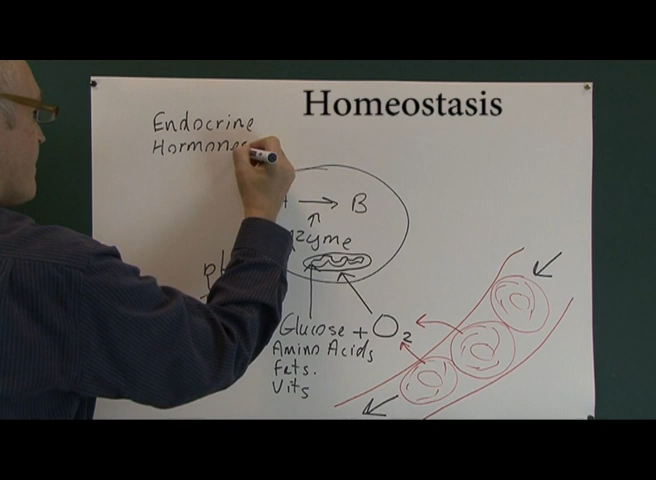 Homeostasis
Endocrine
Hormones
B
Glucose + O2
Amino Acids
Fats.
Vits